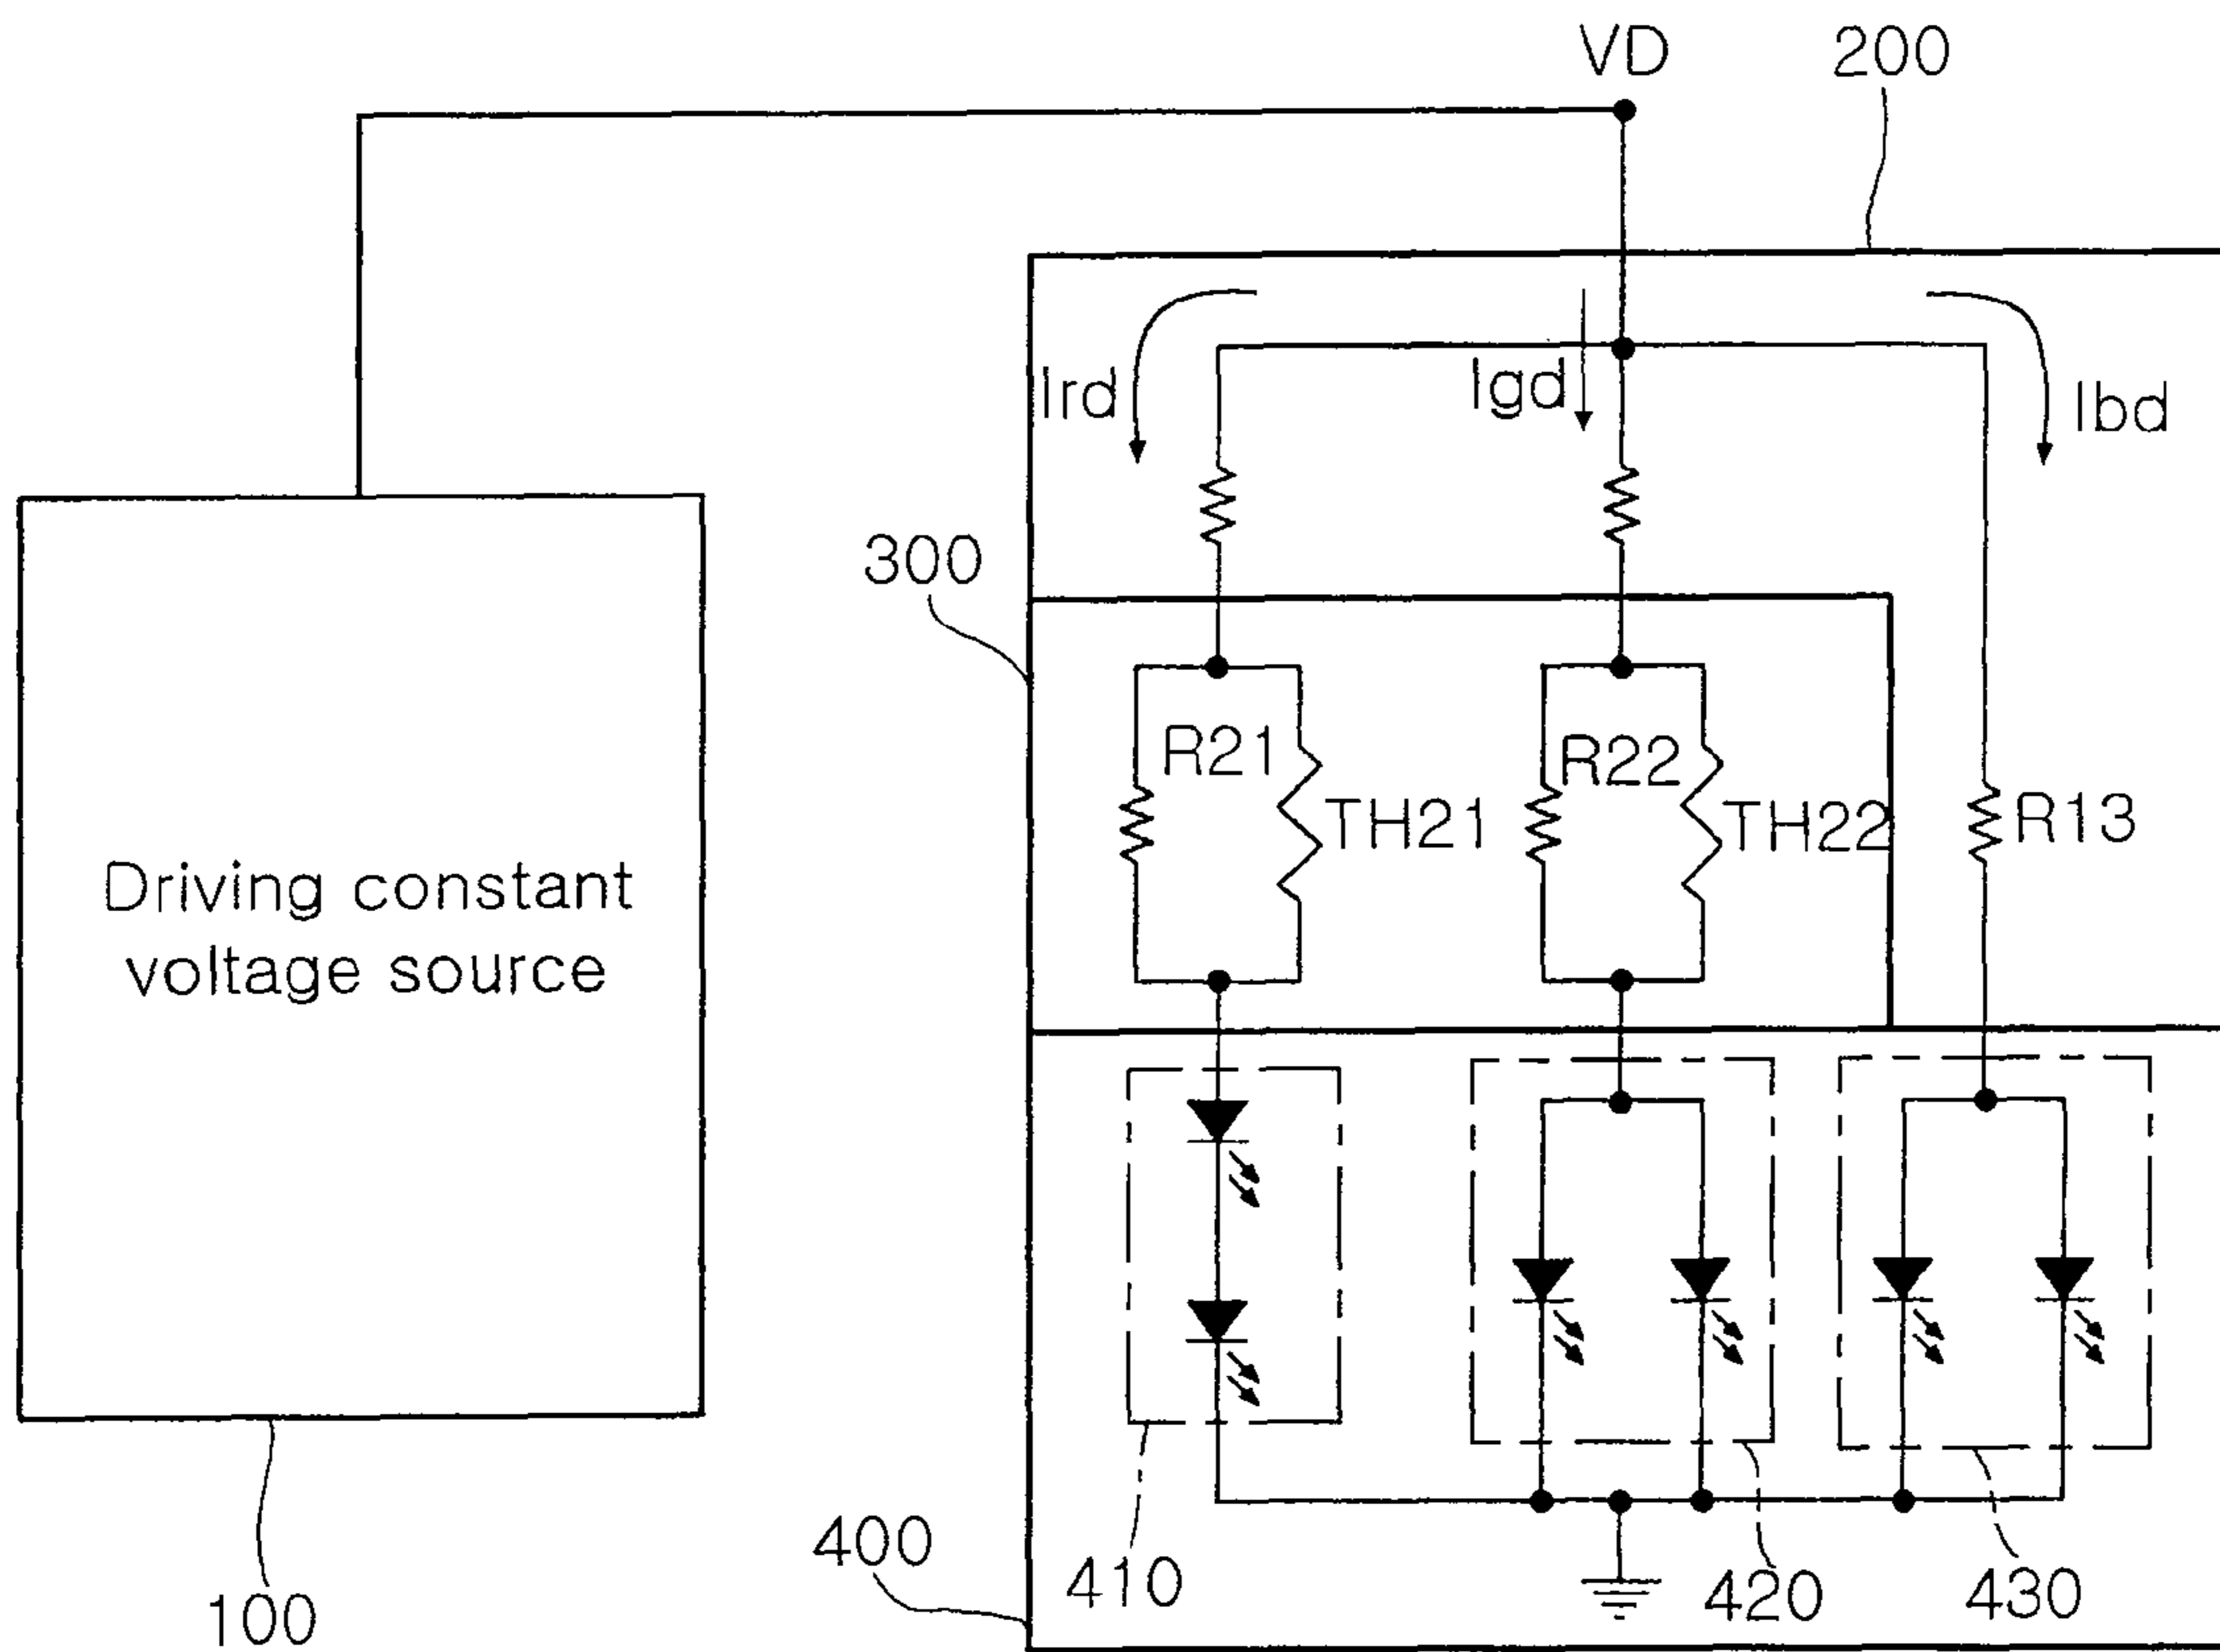 VD
200
Ird
Igd
Ibd
300
R21
TH21
R22
TH22
R13
Driving constant
voltage source
100
400
410
420
430